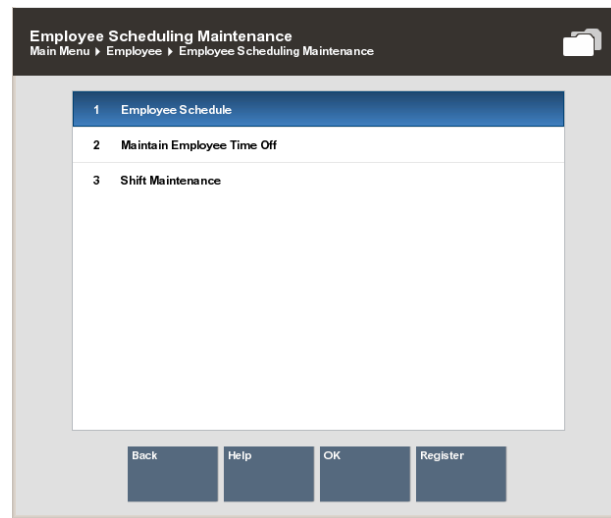 Employee Scheduling Maintenance
Main Menu ▸ Employee ▸ Employee Scheduling Maintenance
1 Employee Schedule
2 Maintain Employee Time Off
3 Shift Maintenance
Back Help OK Register